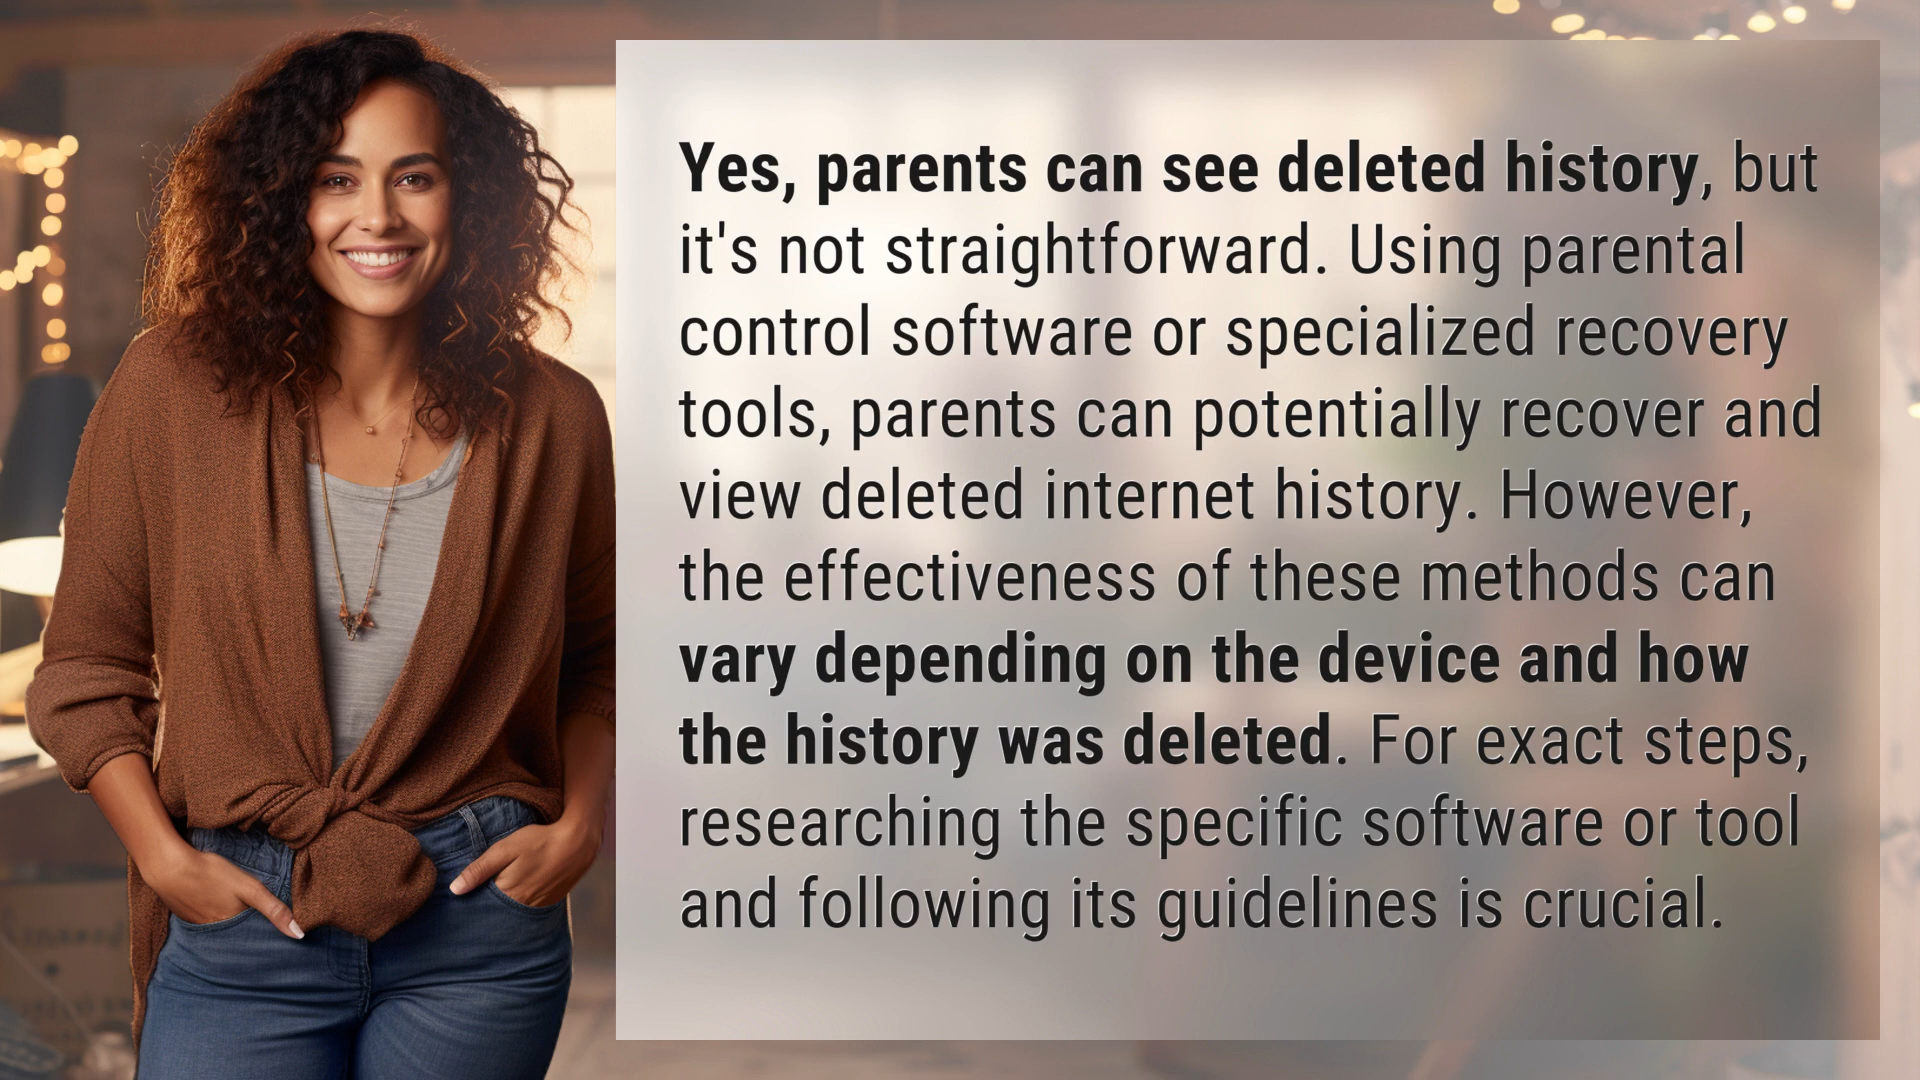 Yes, parents can see deleted history, but
it's not straightforward. Using parental
control software or specialized recovery
tools, parents can potentially recover and
view deleted internet history. However,
the effectiveness of these methods can
vary depending on the device and how
the history was deleted. For exact steps,
researching the specific software or tool
and following its guidelines is crucial.